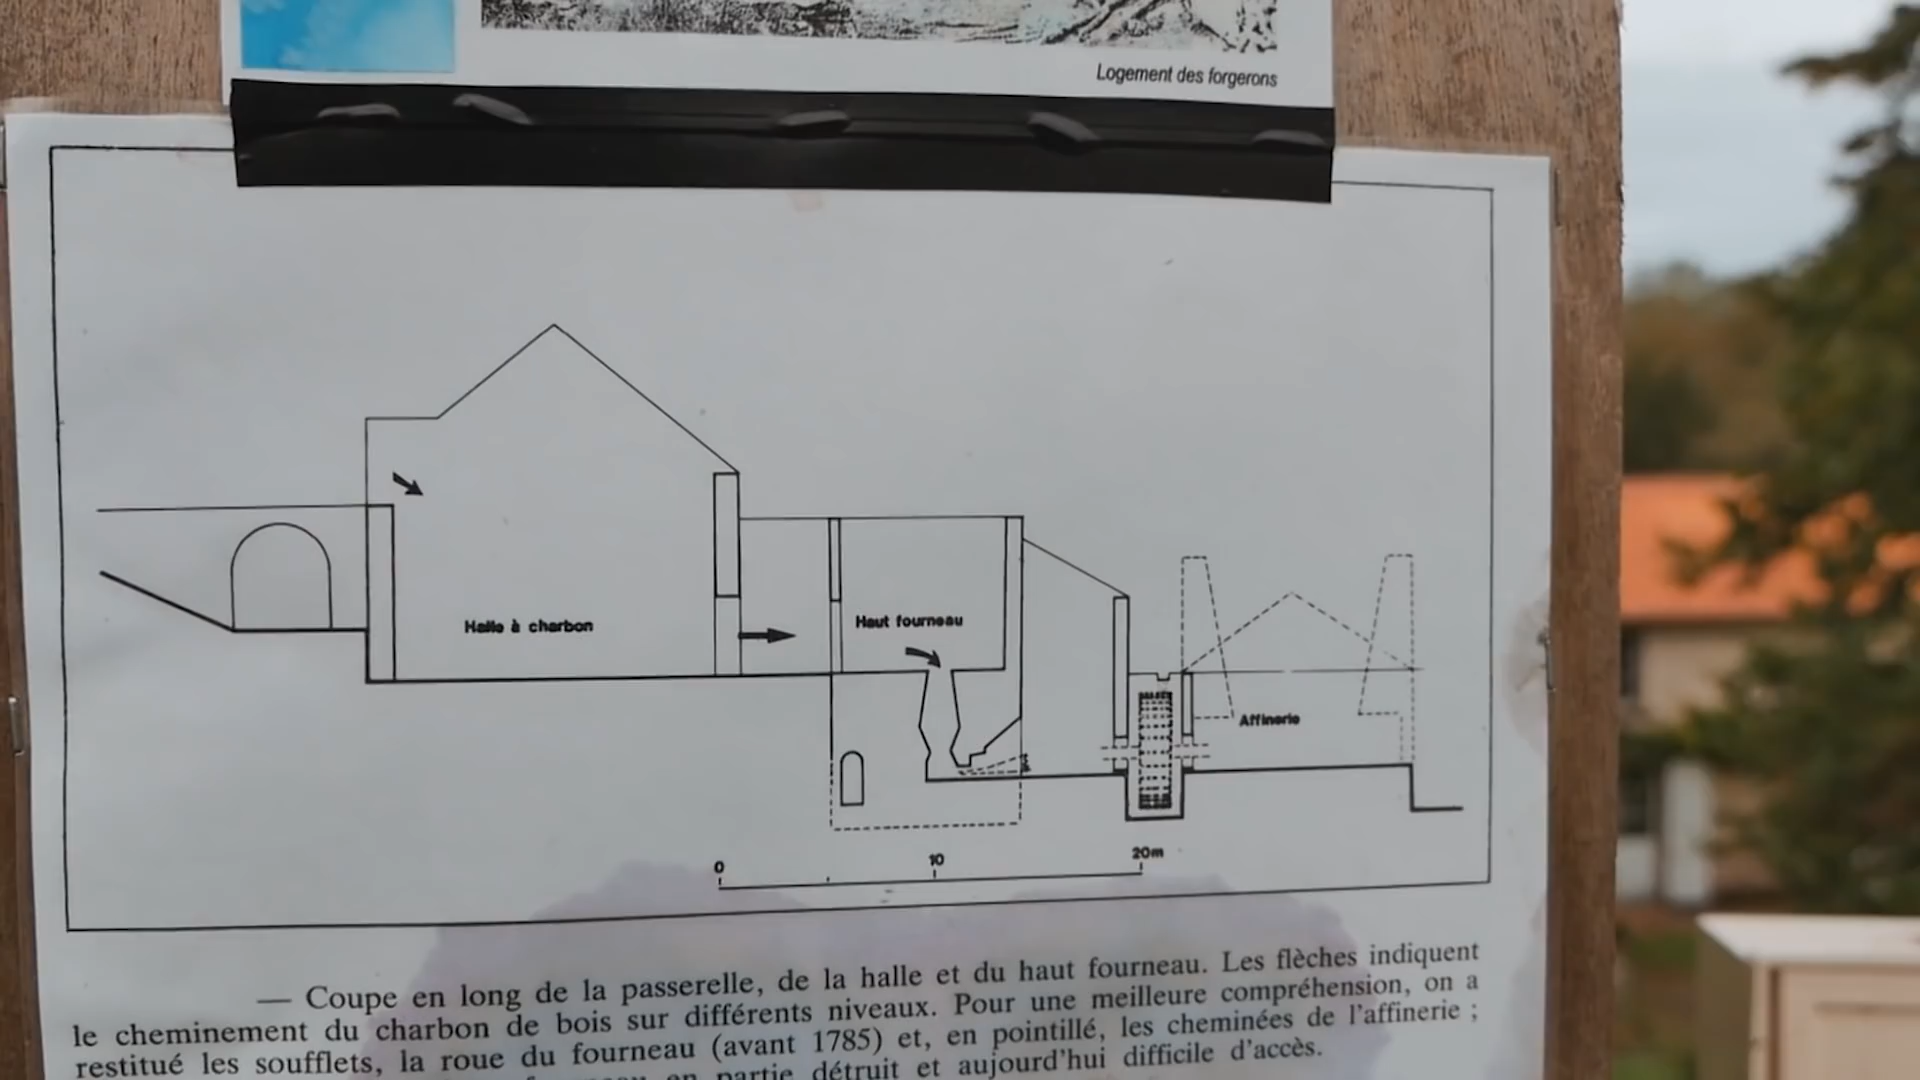 Logement des forgerons
Halle à charbon
Haut fourneau
Affinerie
0 10 20m
— Coupe en long de la passerelle, de la halle et du haut fourneau. Les flèches indiquent
le cheminement du charbon de bois sur différents niveaux. Pour une meilleure compréhension, on a
restitué les soufflets, la roue du fourneau (avant 1785) et, en pointillé, les cheminées de l'affinerie ;
en partie détruit et aujourd'hui difficile d'accès.